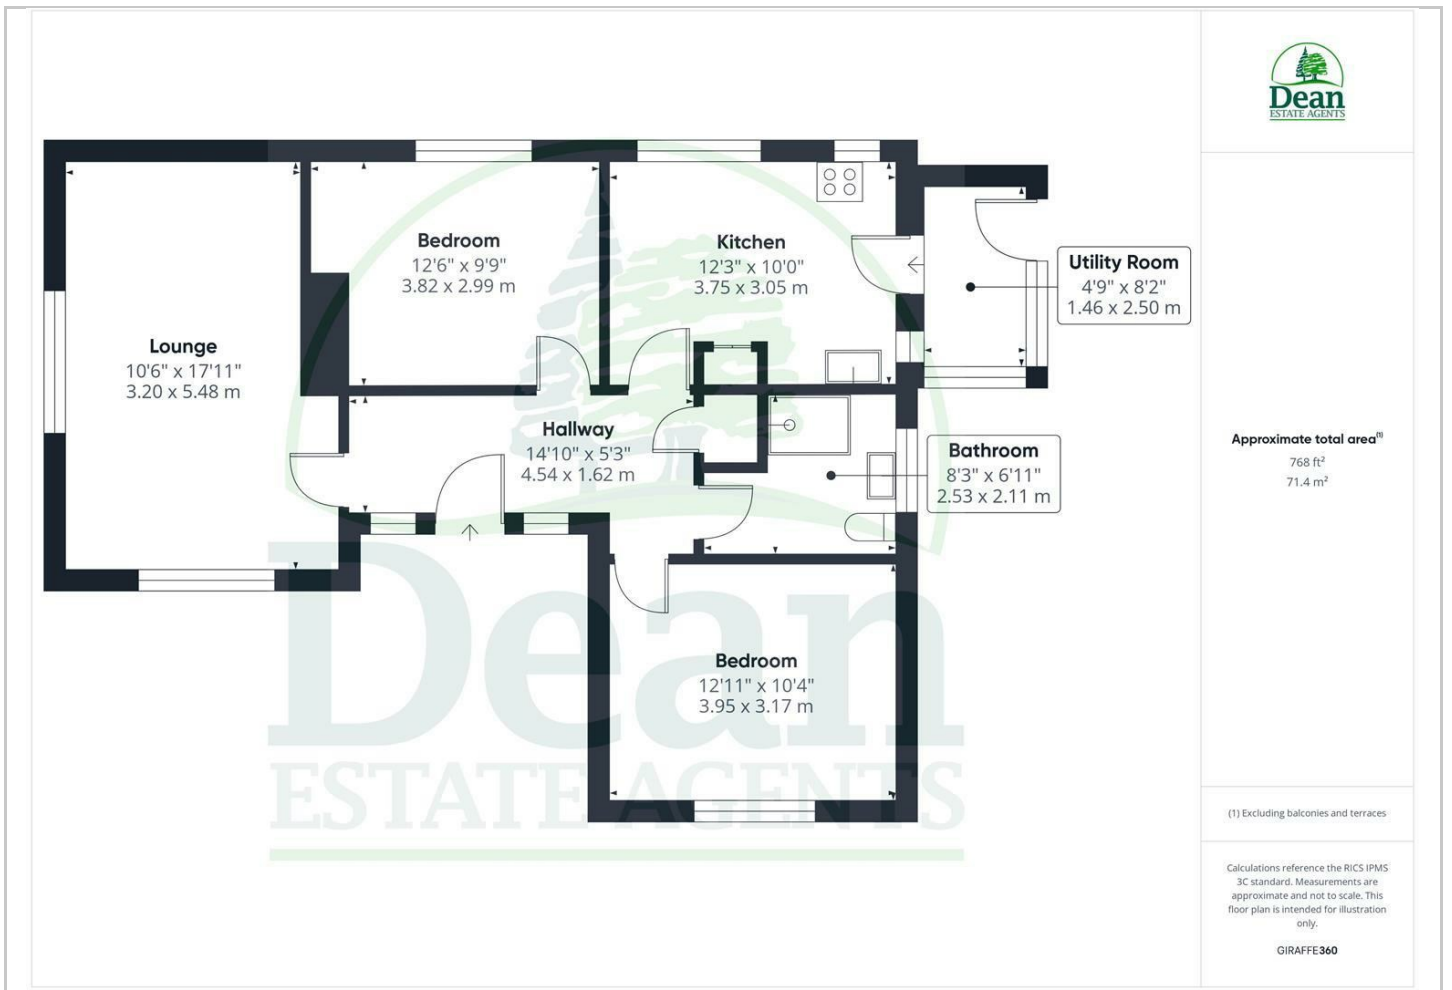 Dean
ESTATE AGENTS
Bedroom
12'6" x 9'9"
3.82 x 2.99 m
Kitchen
12'3" x 10'0"
3.75 x 3.05 m
Utility Room
4'9" x 8'2"
1.46 x 2.50 m
Lounge
10'6" x 17'11"
3.20 x 5.48 m
Hallway
14'10" x 5'3"
4.54 x 1.62 m
Bathroom
8'3" x 6'11"
2.53 x 2.11 m
Bedroom
12'11" x 10'4"
3.95 x 3.17 m
Dean
ESTATE AGENTS
Approximate total area(1)
768 ft²
71.4 m²
(1) Excluding balconies and terraces
Calculations reference the RICS IPMS
3C standard. Measurements are
approximate and not to scale. This
floor plan is intended for illustration
only.
GIRAFFE360